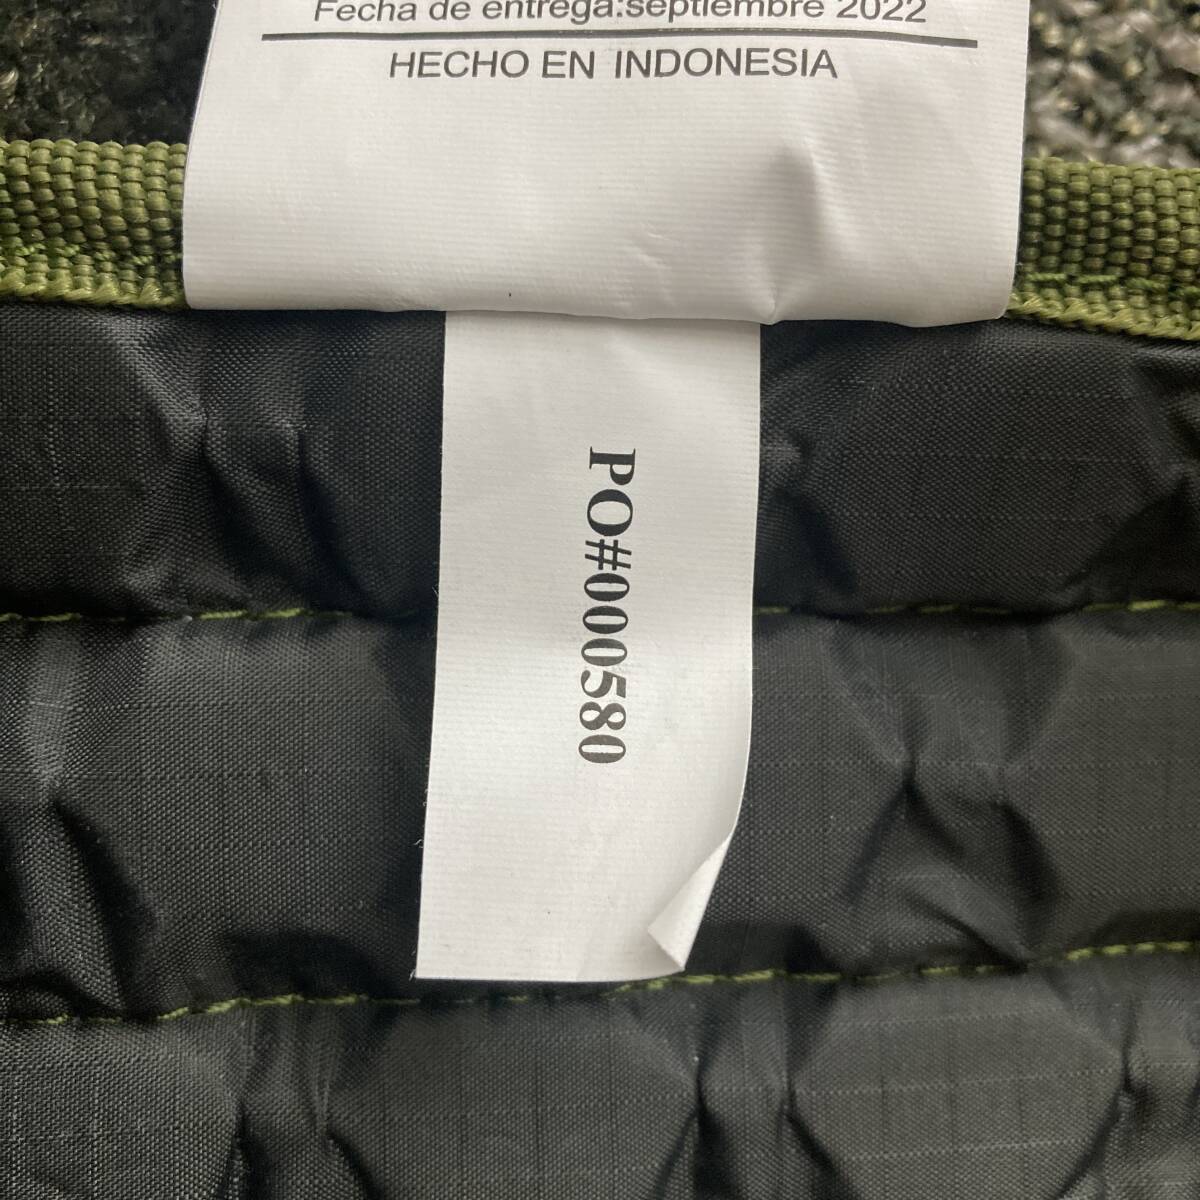 Fecha de entrega:septiembre 2022
HECHO EN INDONESIA
PO#000580